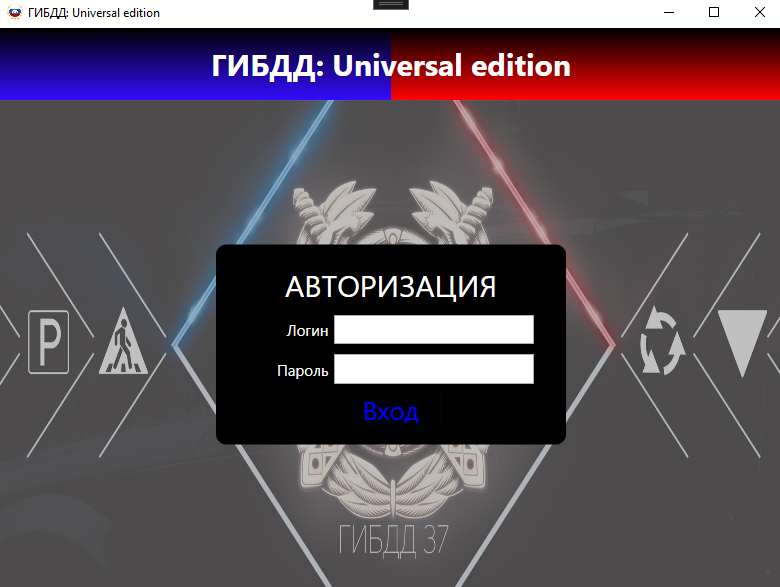 ГИБДД: Universal edition
ГИБДД: Universal edition
АВТОРИЗАЦИЯ
Логин
Пароль
Вход
P
ГИБДД 37